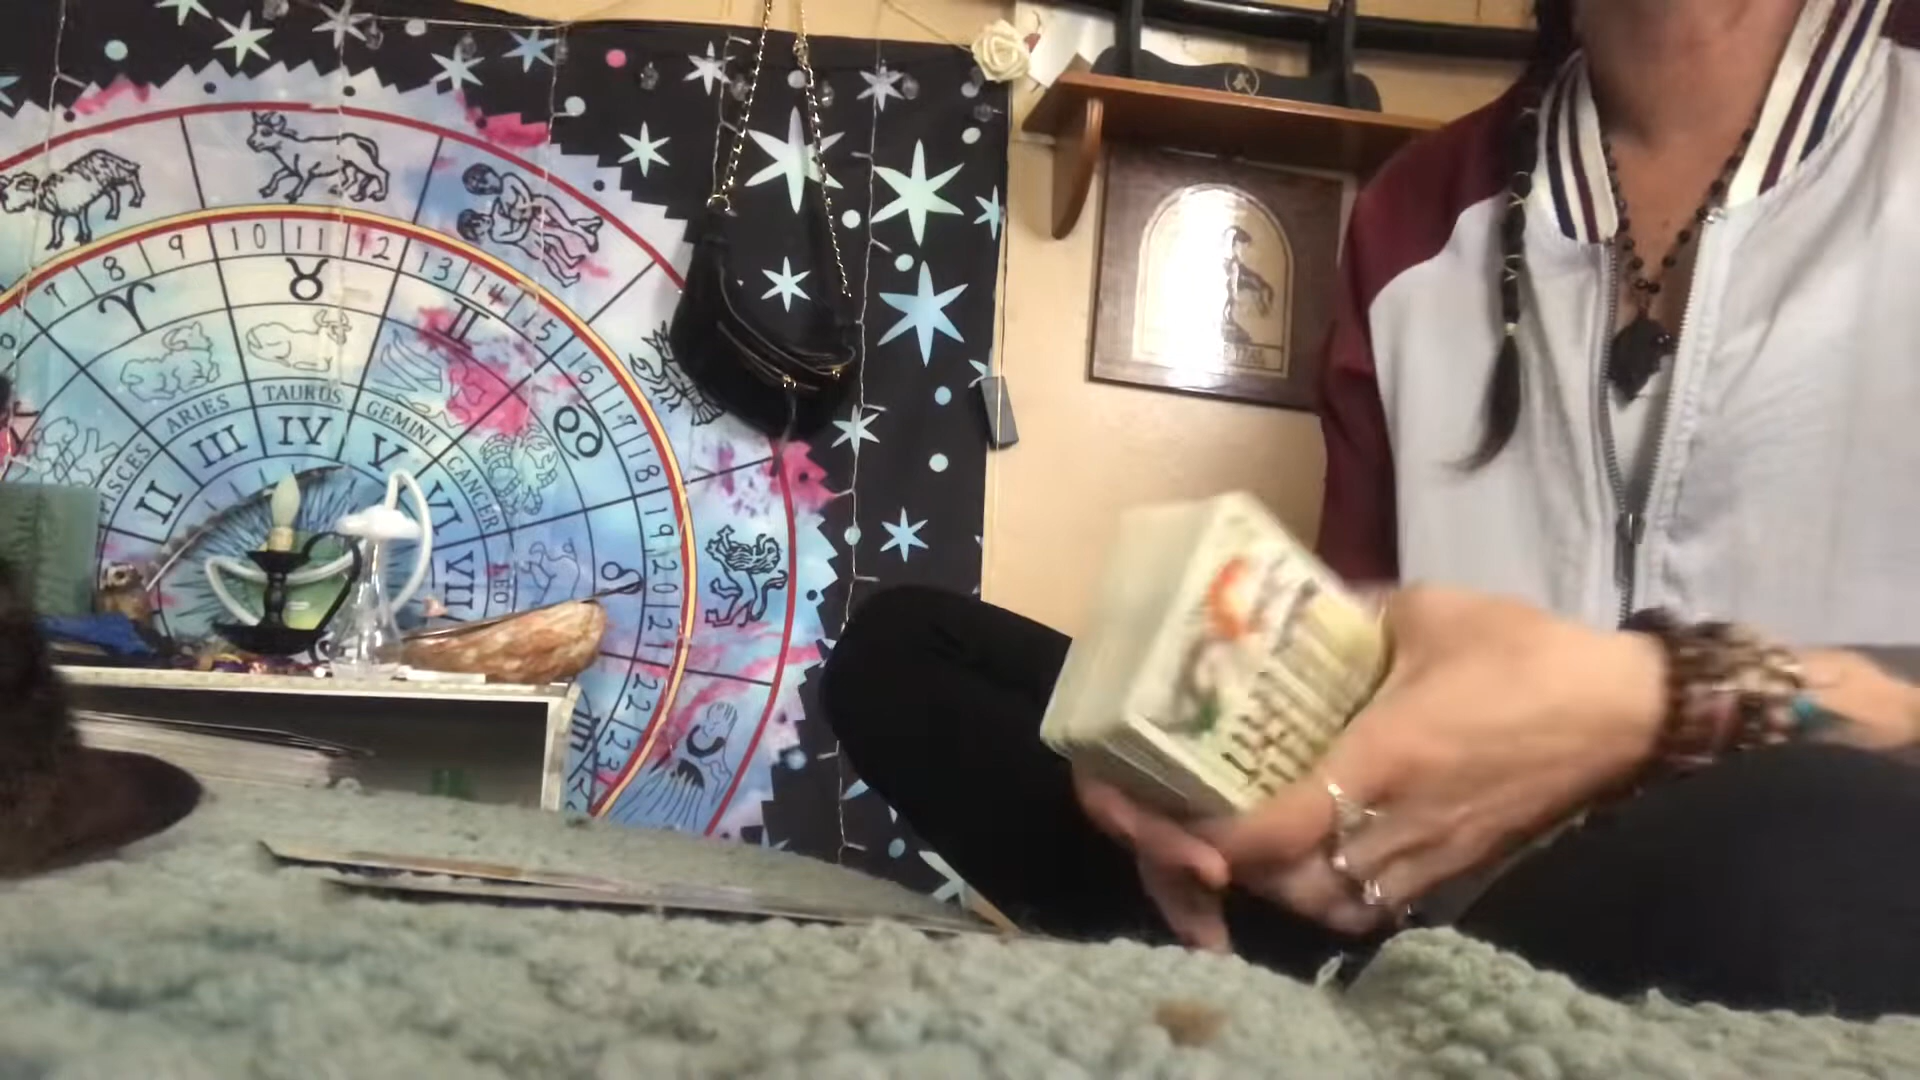 7 8 9 10 11 12 13 14 15 16 17 18 19 20 21 22 23
PISCES ARIES TAURUS GEMINI CANCER LEO
II III IV V VI VII